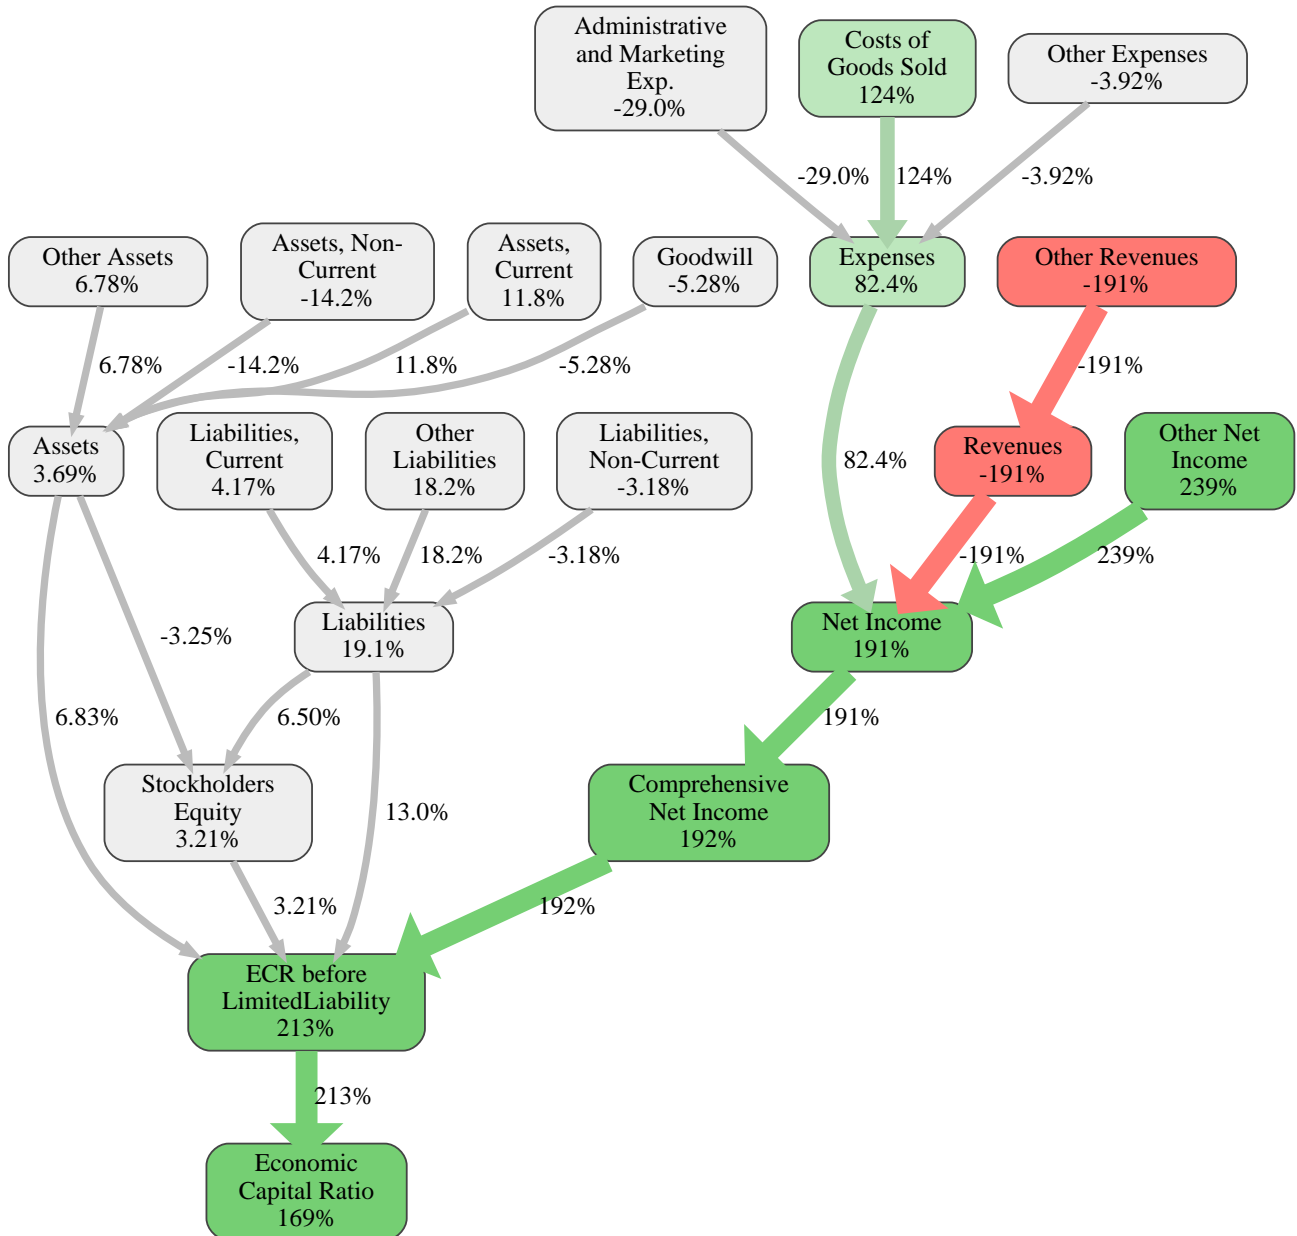 Administrative
and Marketing
Exp.
-29.0%
Costs of
Goods Sold
124%
Other Expenses
-3.92%
-29.0%
124%
-3.92%
Other Assets
6.78%
Assets, Non-
Current
-14.2%
Assets,
Current
11.8%
Goodwill
-5.28%
Expenses
82.4%
Other Revenues
-191%
6.78%
-14.2%
11.8%
-5.28%
-191%
Assets
3.69%
Liabilities,
Current
4.17%
Other
Liabilities
18.2%
Liabilities,
Non-Current
-3.18%
82.4%
Revenues
-191%
Other Net
Income
239%
4.17%
18.2%
-3.18%
-191%
239%
-3.25%
Liabilities
19.1%
Net Income
191%
6.83%
6.50%
191%
Stockholders
Equity
3.21%
13.0%
Comprehensive
Net Income
192%
3.21%
192%
ECR before
LimitedLiability
213%
213%
Economic
Capital Ratio
169%